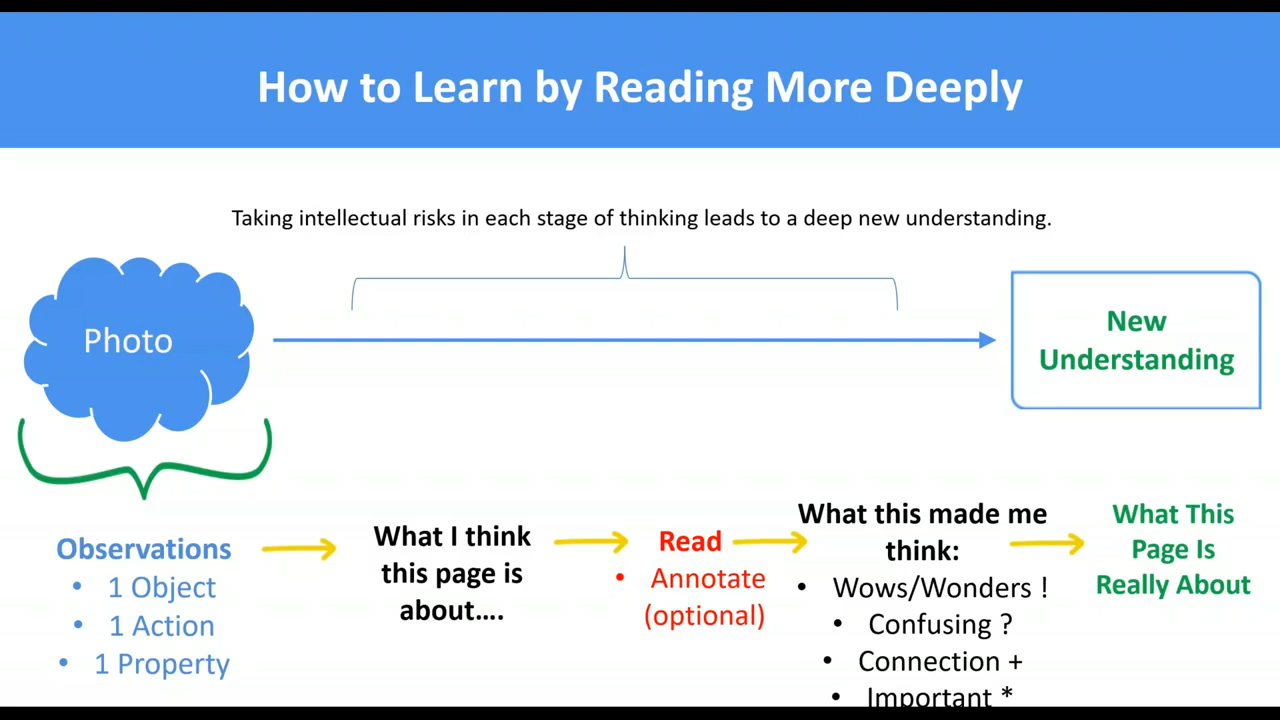 How to Learn by Reading More Deeply
Taking intellectual risks in each stage of thinking leads to a deep new understanding.
Photo
New
Understanding
Observations
• 1 Object
• 1 Action
• 1 Property
What I think
this page is
about....
Read
• Annotate
(optional)
What this made me
think:
• Wows/Wonders !
• Confusing ?
• Connection +
• Important *
What This
Page Is
Really About